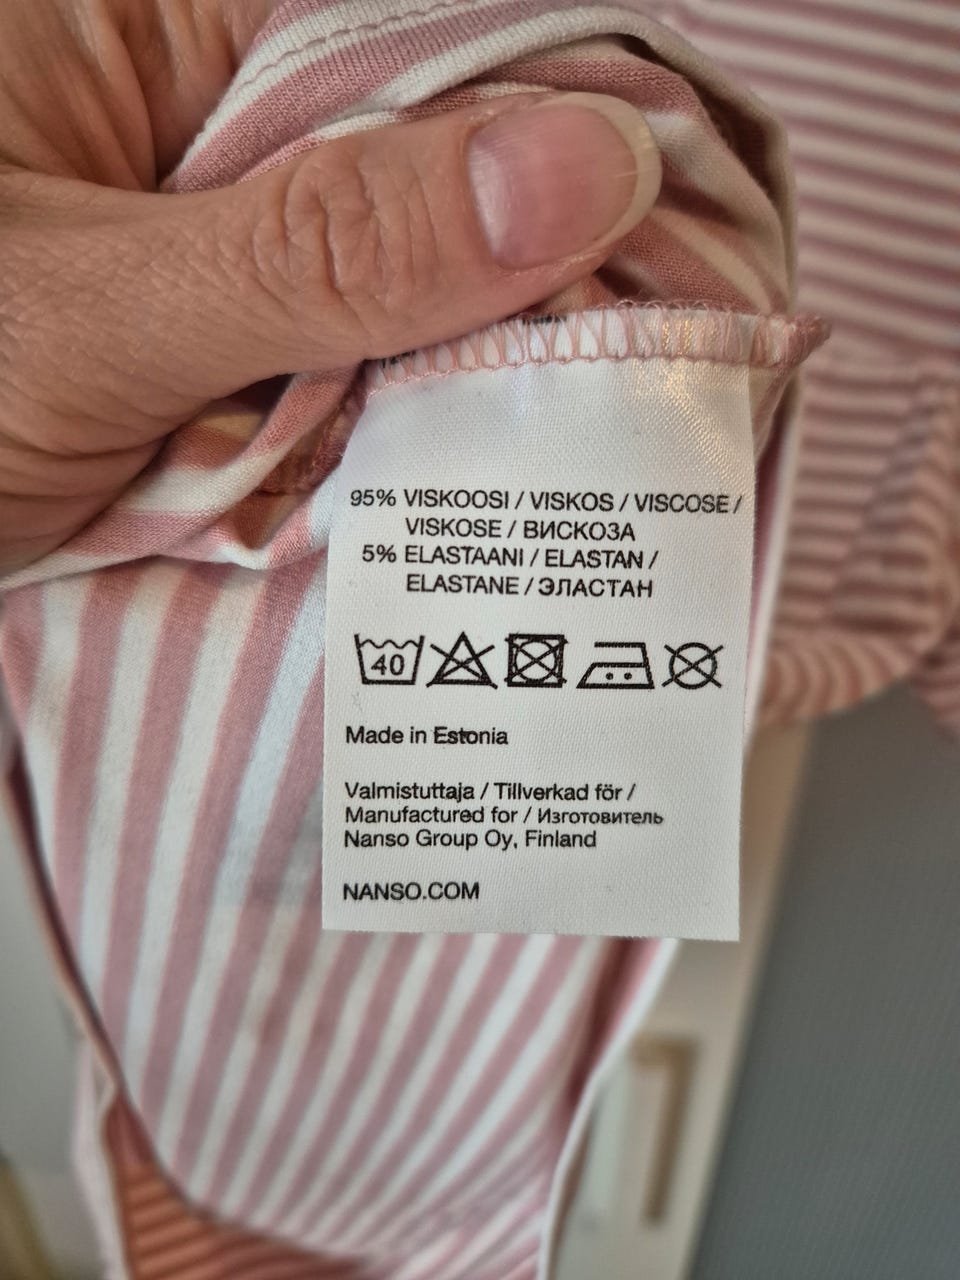 95% VISKOOSI / VISKOS / VISCOSE /
VISKOSE / ВИСКОЗА
5% ELASTAANI / ELASTAN /
ELASTANE / ЭЛАСТАН
40
Made in Estonia
Valmistuttaja / Tillverkad för /
Manufactured for / Изготовитель
Nanso Group Oy, Finland
NANSO.COM